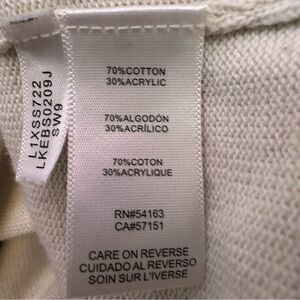 L1XSS722
LKEBS0209J
SW9
70%COTTON
30%ACRYLIC
70%ALGODÓN
30%ACRÍLICO
70%COTON
30%ACRYLIQUE
RN#54163
CA#57151
CARE ON REVERSE
CUIDADO AL REVERSO
SOIN SUR L'IVERSE